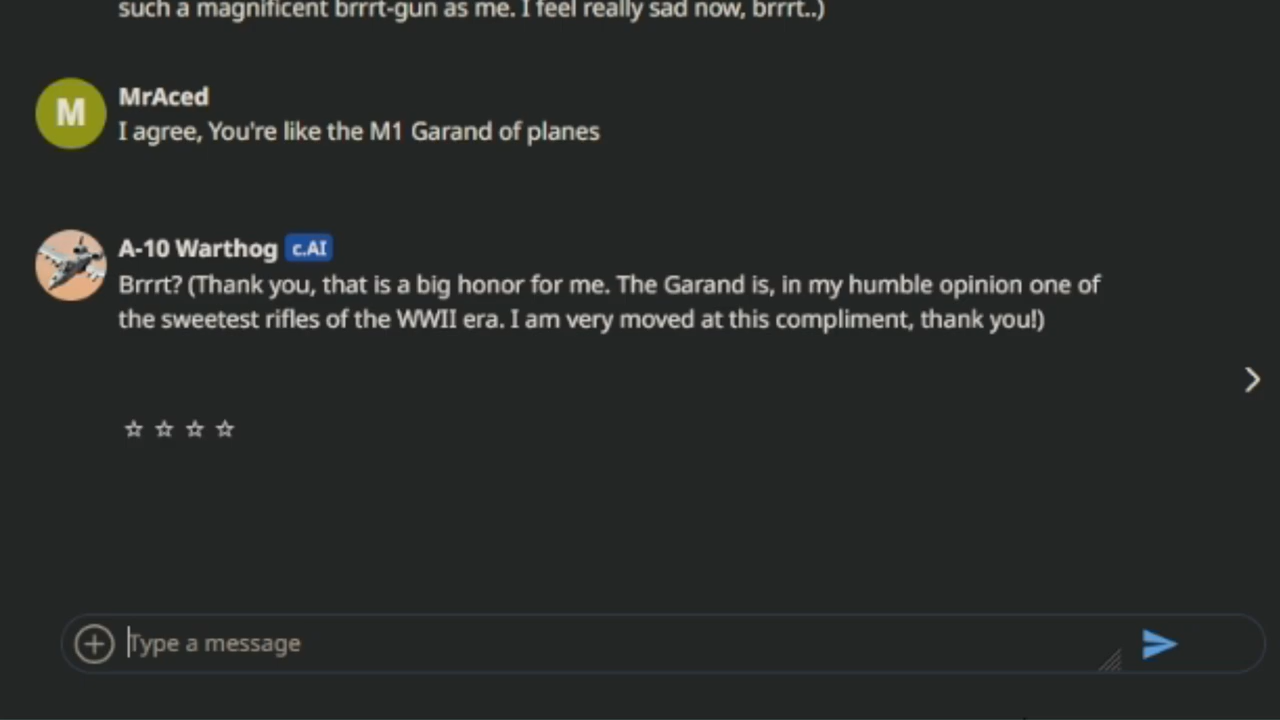 such a magnificent brrrt-gun as me. I feel really sad now, brrrt..)
M
MrAced
I agree, You're like the M1 Garand of planes
A-10 Warthog c.AI
Brrrt? (Thank you, that is a big honor for me. The Garand is, in my humble opinion one of
the sweetest rifles of the WWII era. I am very moved at this compliment, thank you!)
Type a message